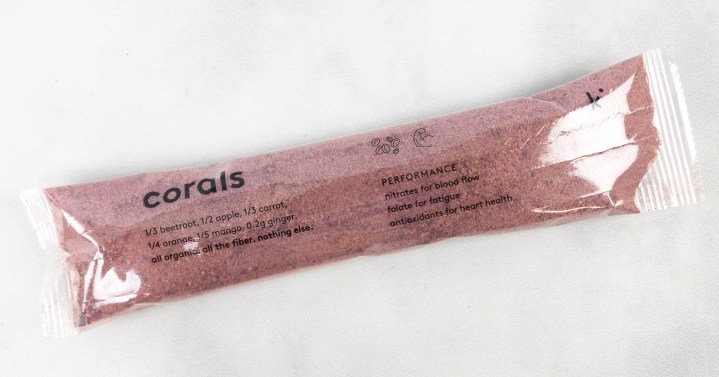 corals
1/3 beetroot, 1/2 apple, 1/3 carrot,
1/4 orange, 1/5 mango, 0.2g ginger.
all organic. all the fiber. nothing else.
PERFORMANCE
nitrates for blood flow
folate for fatigue
antioxidants for heart health
k